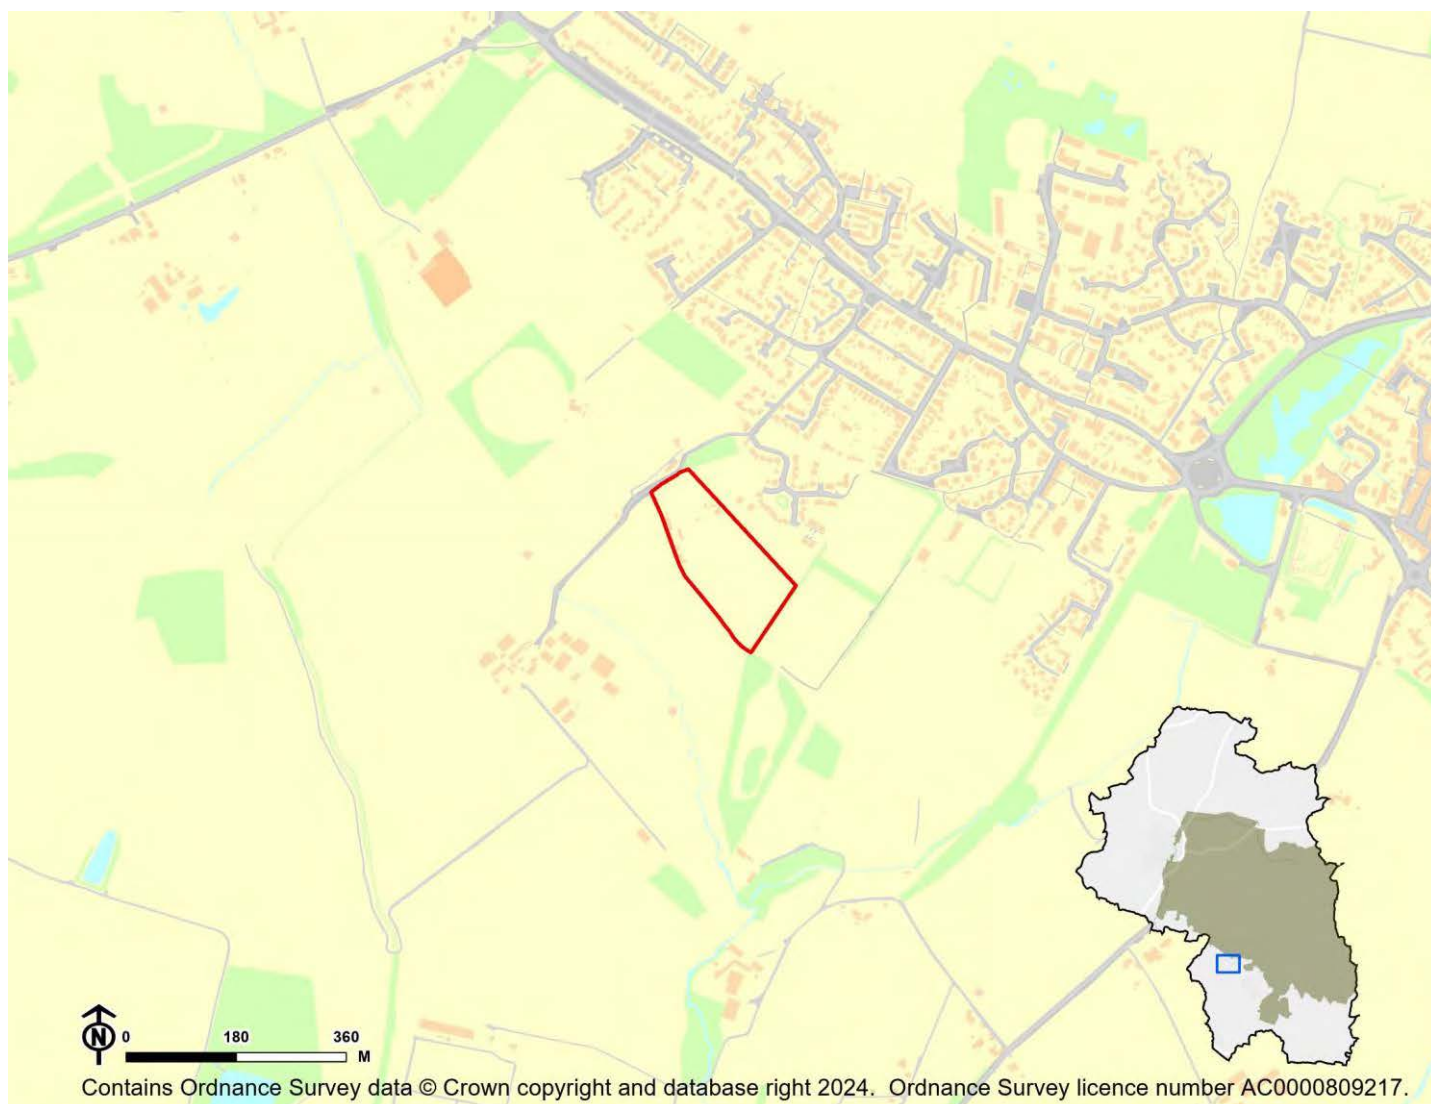 N 0 180 360
M
Contains Ordnance Survey data © Crown copyright and database right 2024. Ordnance Survey licence number AC0000809217.